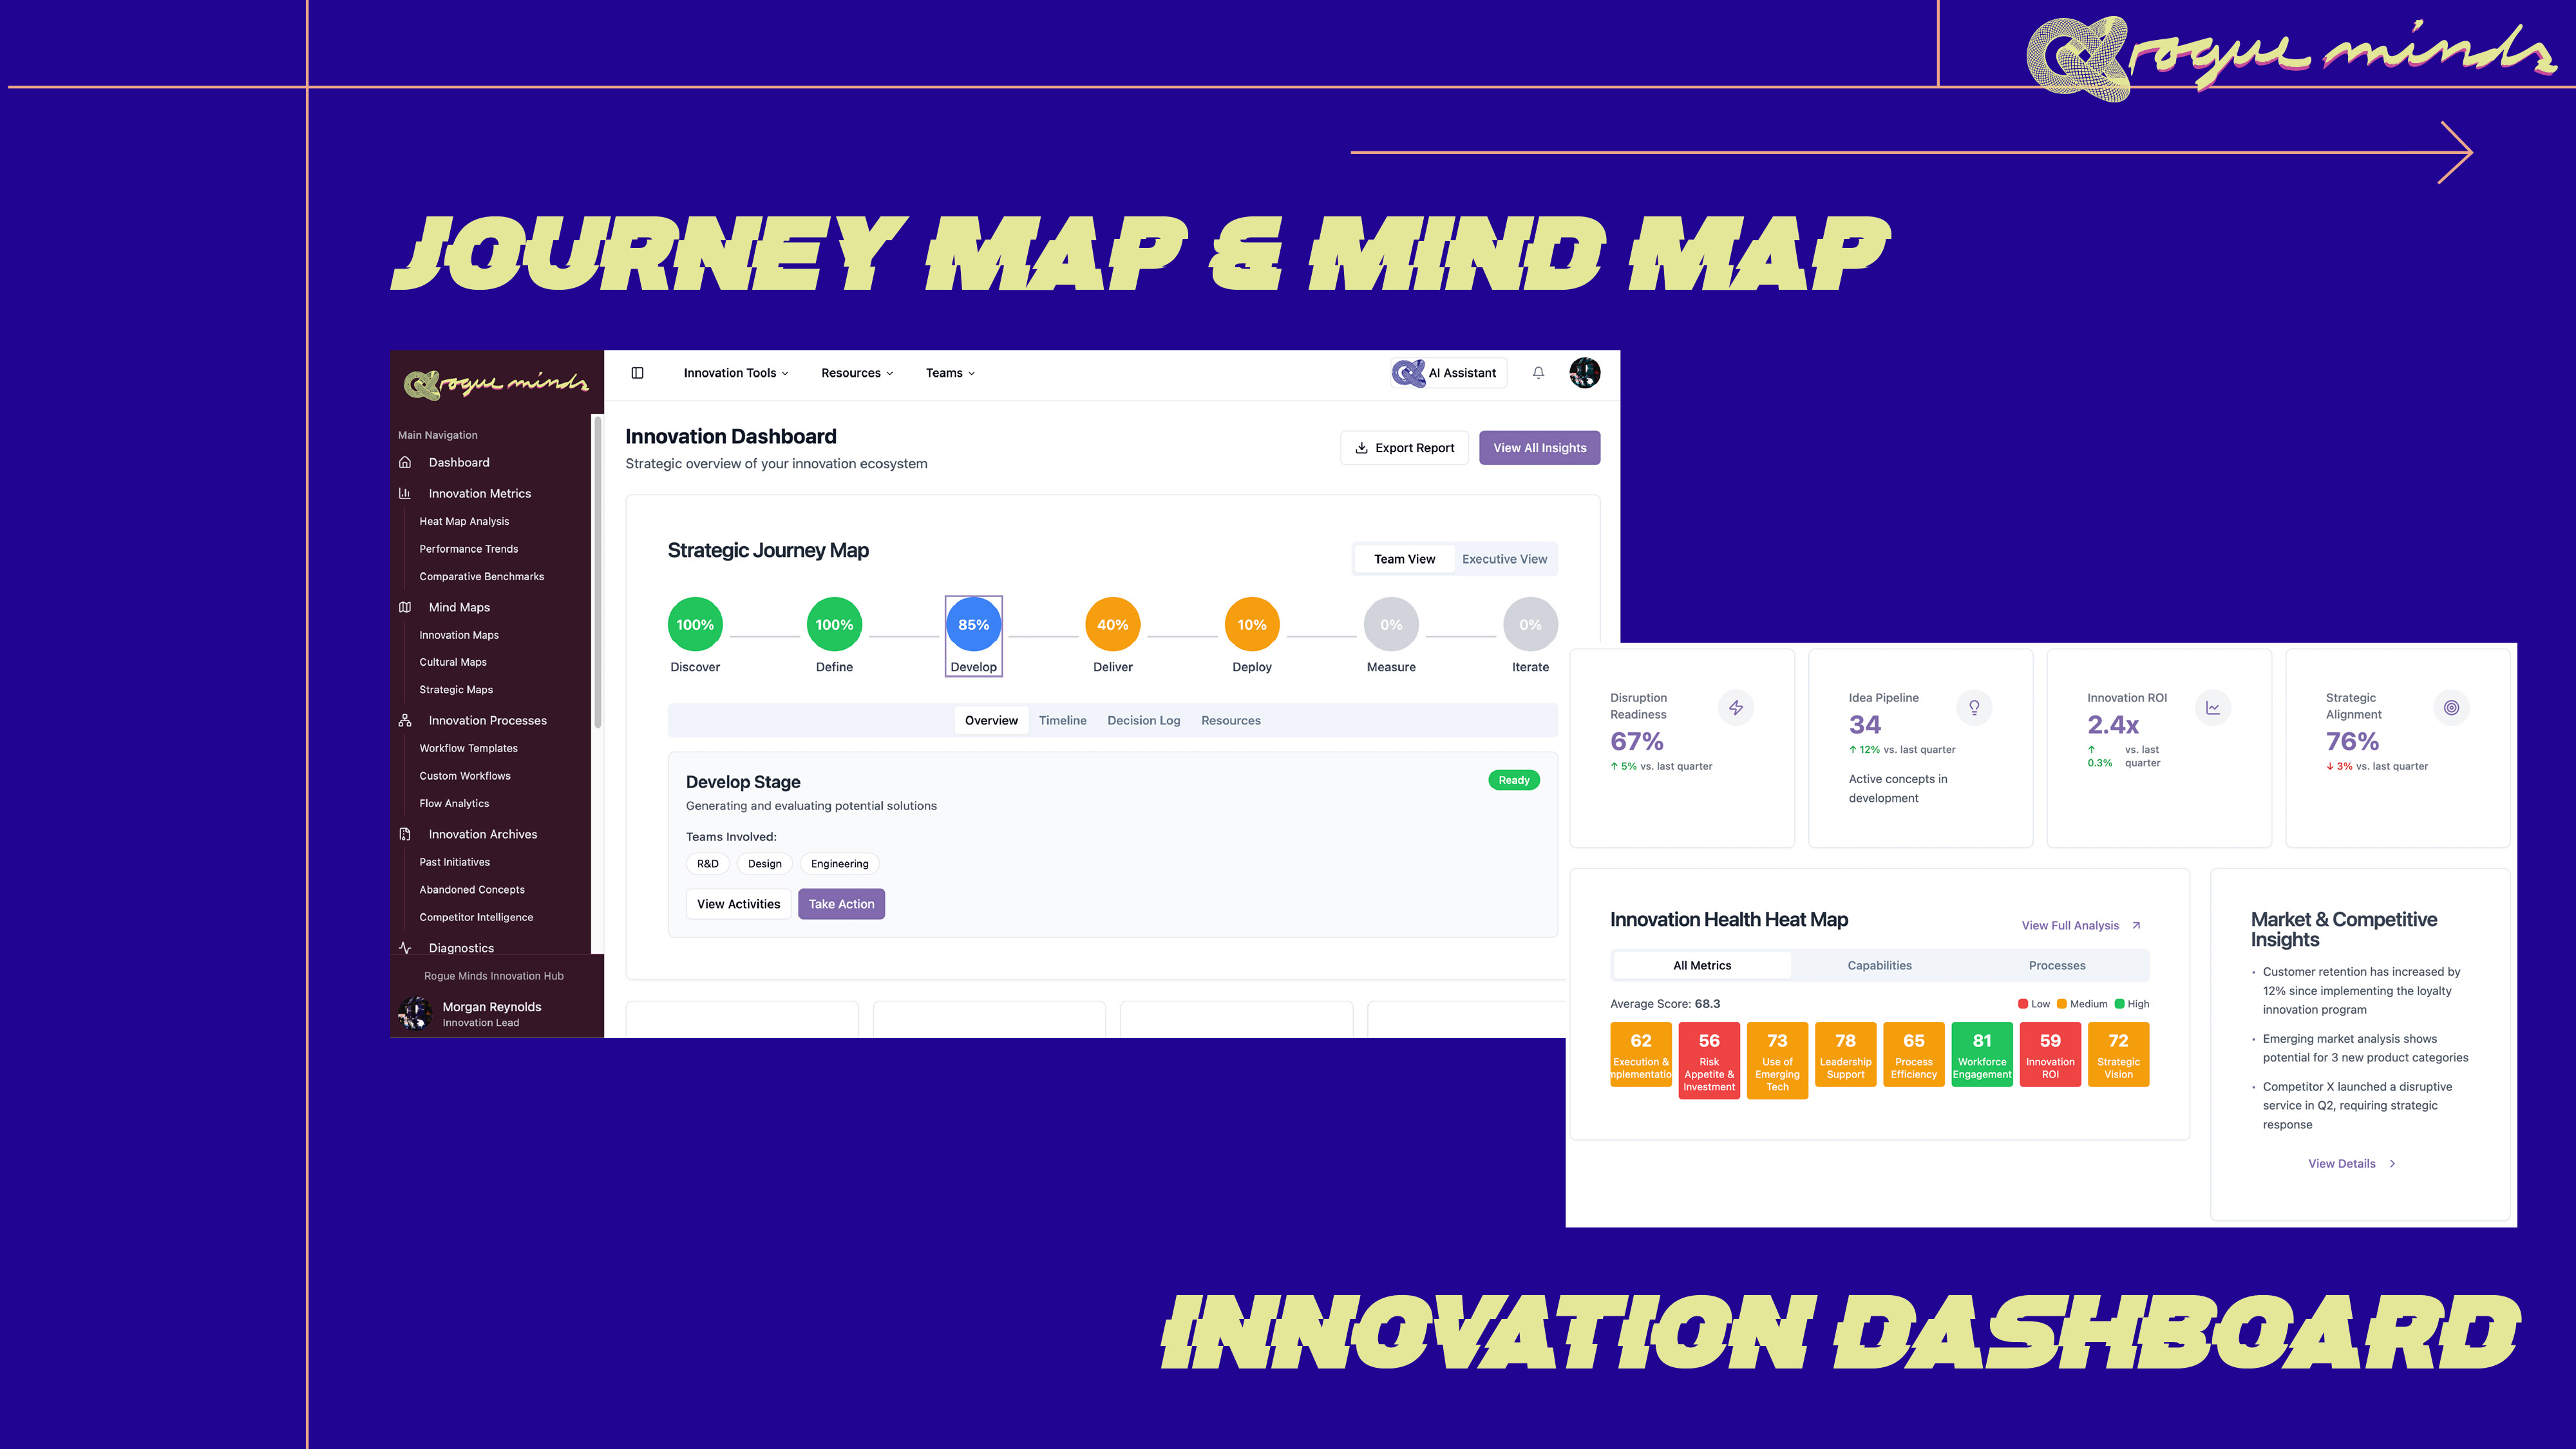 rogue minds
JOURNEY MAP & MIND MAP
rogue minds
Main Navigation
Dashboard
Innovation Metrics
Heat Map Analysis
Performance Trends
Comparative Benchmarks
Mind Maps
Innovation Maps
Cultural Maps
Strategic Maps
Innovation Processes
Workflow Templates
Custom Workflows
Flow Analytics
Innovation Archives
Past Initiatives
Abandoned Concepts
Competitor Intelligence
Diagnostics
Rogue Minds Innovation Hub
Morgan Reynolds
Innovation Lead
Innovation Tools Resources Teams
AI Assistant
Innovation Dashboard
Strategic overview of your innovation ecosystem
Export Report
View All Insights
Strategic Journey Map
Team View Executive View
100% 100% 85% 40% 10% 0% 0%
Discover Define Develop Deliver Deploy Measure Iterate
Overview Timeline Decision Log Resources
Develop Stage
Ready
Generating and evaluating potential solutions
Teams Involved:
R&D Design Engineering
View Activities Take Action
Disruption
Readiness
67%
↑ 5% vs. last quarter
Idea Pipeline
34
↑ 12% vs. last quarter
Active concepts in
development
Innovation ROI
2.4x
↑ vs. last
0.3% quarter
Strategic
Alignment
76%
↓ 3% vs. last quarter
Innovation Health Heat Map
View Full Analysis
All Metrics Capabilities Processes
Average Score: 68.3
Low Medium High
62
Execution &
mplementatio
56
Risk
Appetite &
Investment
73
Use of
Emerging
Tech
78
Leadership
Support
65
Process
Efficiency
81
Workforce
Engagement
59
Innovation
ROI
72
Strategic
Vision
Market & Competitive
Insights
• Customer retention has increased by
12% since implementing the loyalty
innovation program
• Emerging market analysis shows
potential for 3 new product categories
• Competitor X launched a disruptive
service in Q2, requiring strategic
response
View Details
INNOVATION DASHBOARD